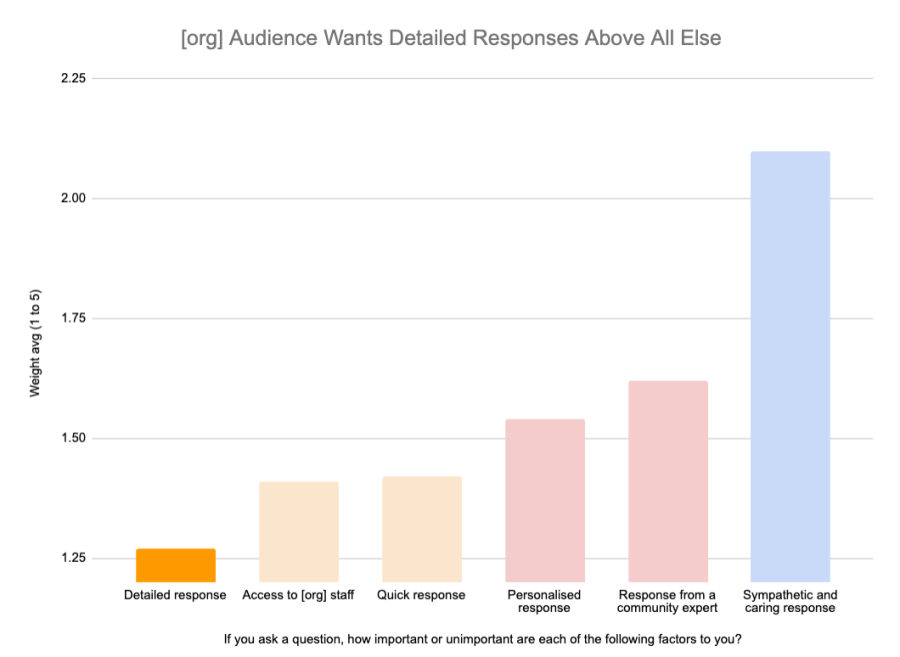 [org] Audience Wants Detailed Responses Above All Else
2.25
2.00
1.75
1.50
1.25
Weight avg (1 to 5)
Detailed response
Access to [org] staff
Quick response
Personalised
response
Response from a
community expert
Sympathetic and
caring response
If you ask a question, how important or unimportant are each of the following factors to you?